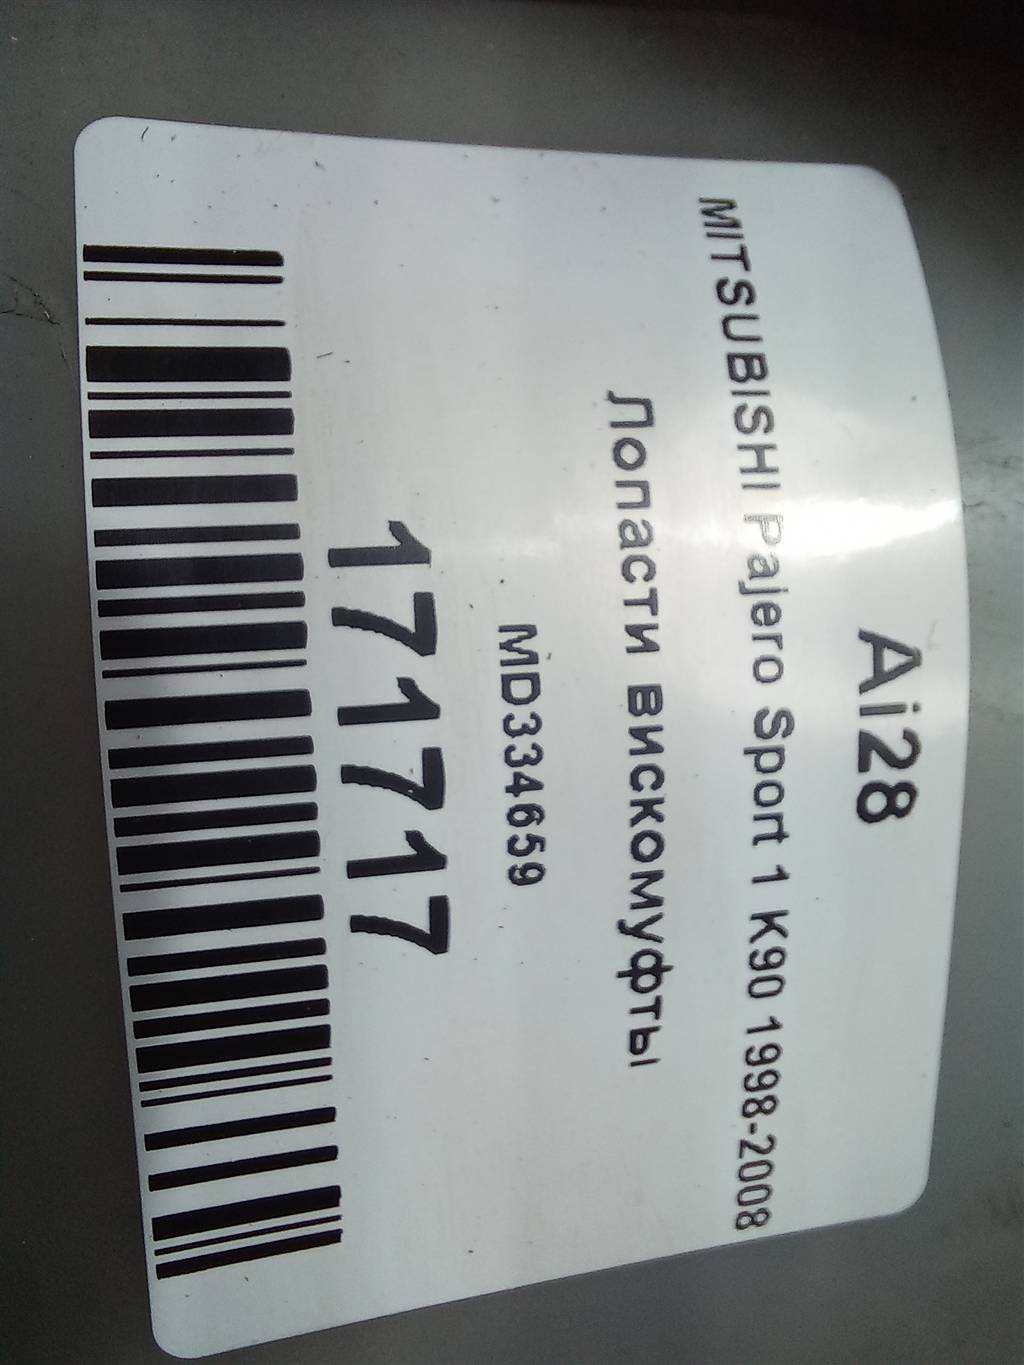 Ai28
MITSUBISHI Pajero Sport 1 K90 1998-2008
Лопасти вискомуфты
MD334659
171717